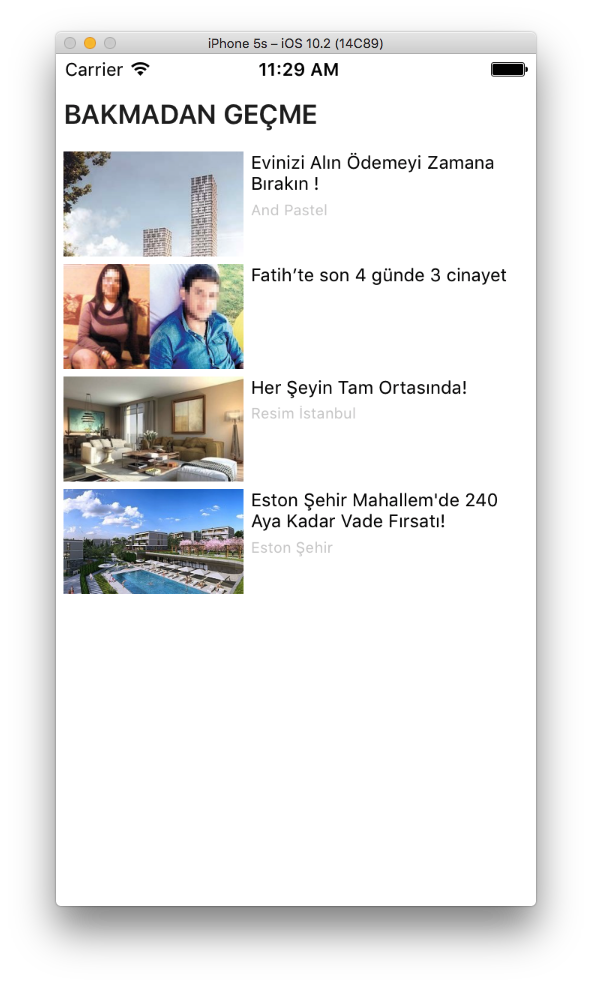 iPhone 5s – iOS 10.2 (14C89)
Carrier 11:29 AM
BAKMADAN GEÇME
Evinizi Alın Ödemeyi Zamana
Bırakın !
And Pastel
Fatih’te son 4 günde 3 cinayet
Her Şeyin Tam Ortasında!
Resim İstanbul
Eston Şehir Mahallem'de 240
Aya Kadar Vade Fırsatı!
Eston Şehir